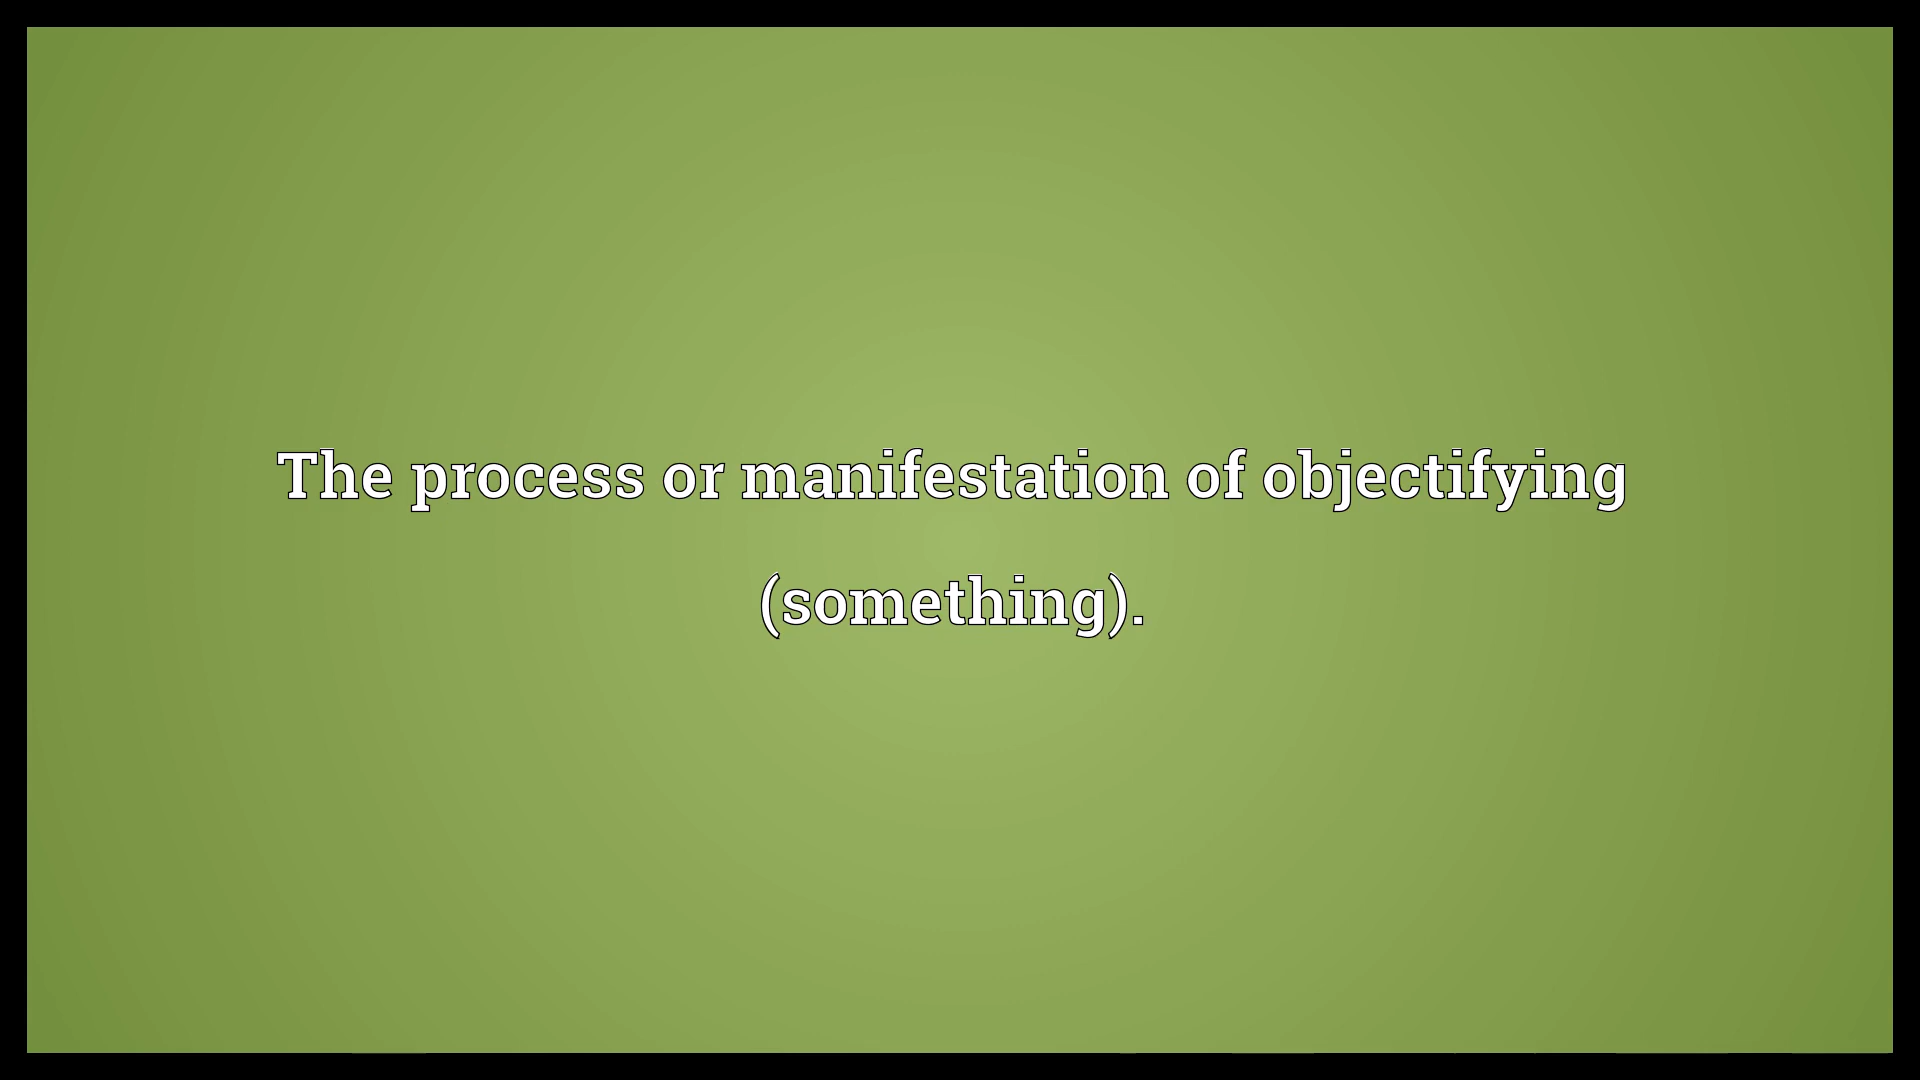 The process or manifestation of objectifying
(something).